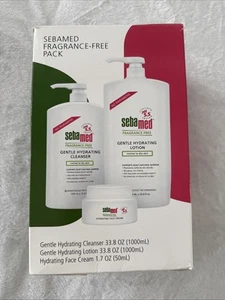 SEBAMED
FRAGRANCE-FREE
PACK
sebamed
FRAGRANCE-FREE
GENTLE HYDRATING
CLEANSER
sebamed
FRAGRANCE-FREE
GENTLE HYDRATING
LOTION
sebamed
Gentle Hydrating Cleanser 33.8 OZ (1000mL)
Gentle Hydrating Lotion 33.8 OZ (1000mL)
Hydrating Face Cream 1.7 OZ (50mL)